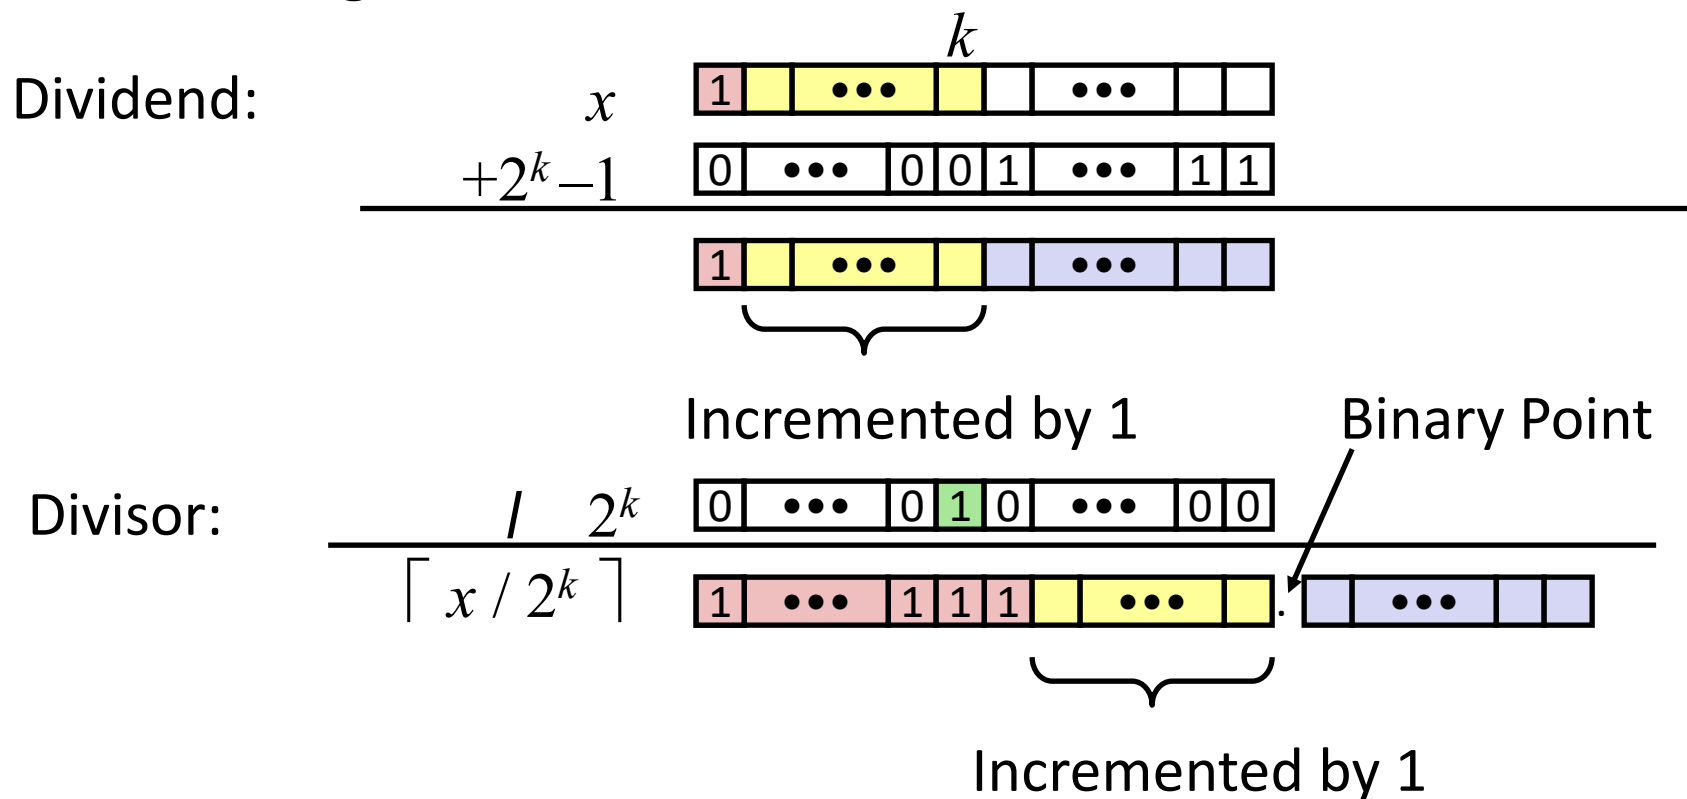 k
Dividend: x 1 ••• •••
+2^k –1 0 ••• 0 0 1 ••• 1 1
1 ••• •••
Incremented by 1 Binary Point
Divisor: / 2^k 0 ••• 0 1 0 ••• 0 0
⌈ x / 2^k ⌉ 1 ••• 1 1 1 ••• . •••
Incremented by 1